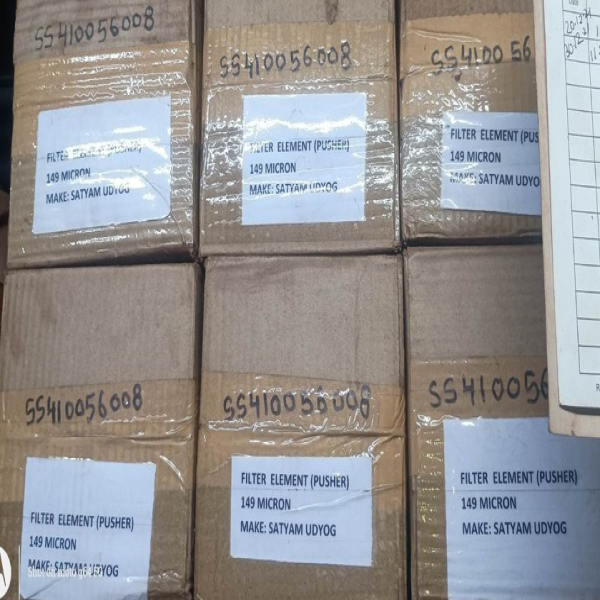 SS410056008
FILTER ELEMENT (PUSHER)
149 MICRON
MAKE: SATYAM UDYOG
SS410056008
FILTER ELEMENT (PUSHER)
149 MICRON
MAKE: SATYAM UDYOG
SS4100 56
FILTER ELEMENT (PUS
149 MICRON
MAKE: SATYAM UDYO
SS410056008
FILTER ELEMENT (PUSHER)
149 MICRON
MAKE: SATYAM UDYOG
SS410056008
FILTER ELEMENT (PUSHER)
149 MICRON
MAKE: SATYAM UDYOG
SS410056
FILTER ELEMENT (PUSHER)
149 MICRON
MAKE: SATYAM UDYOG